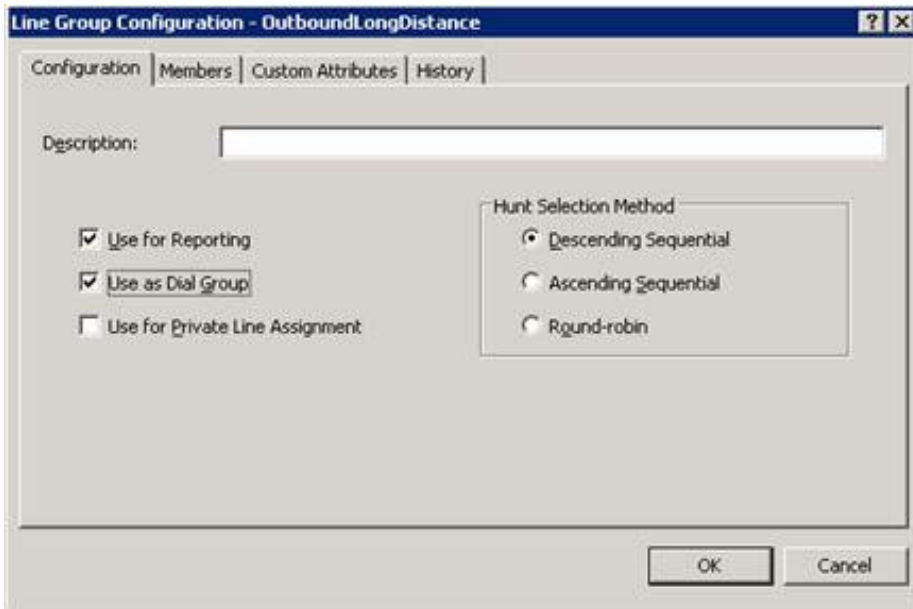 Line Group Configuration - OutboundLongDistance
Configuration Members Custom Attributes History
Description:
Use for Reporting
Use as Dial Group
Use for Private Line Assignment
Hunt Selection Method
Descending Sequential
Ascending Sequential
Round-robin
OK Cancel